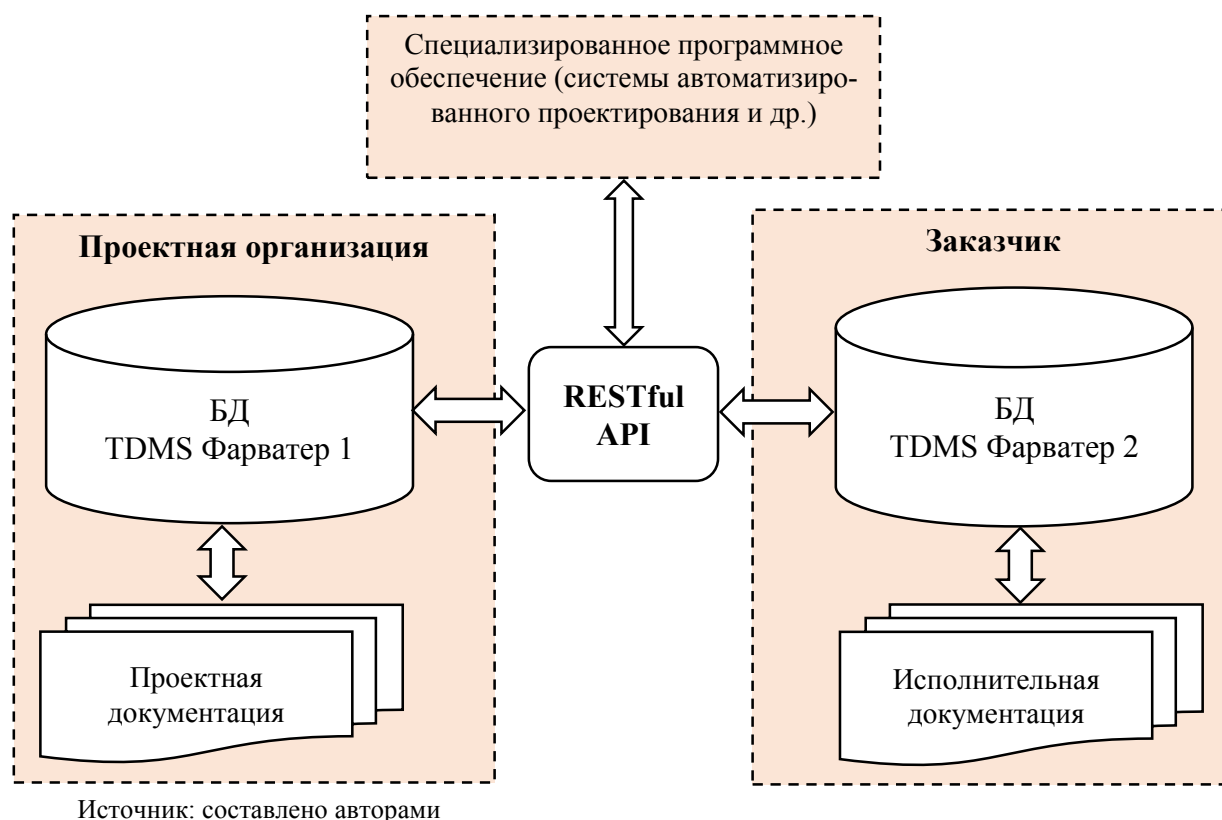 Специализированное программное
обеспечение (системы автоматизиро-
ванного проектирования и др.)
Проектная организация
БД
TDMS Фарватер 1
Проектная
документация
RESTful
API
Заказчик
БД
TDMS Фарватер 2
Исполнительная
документация
Источник: составлено авторами